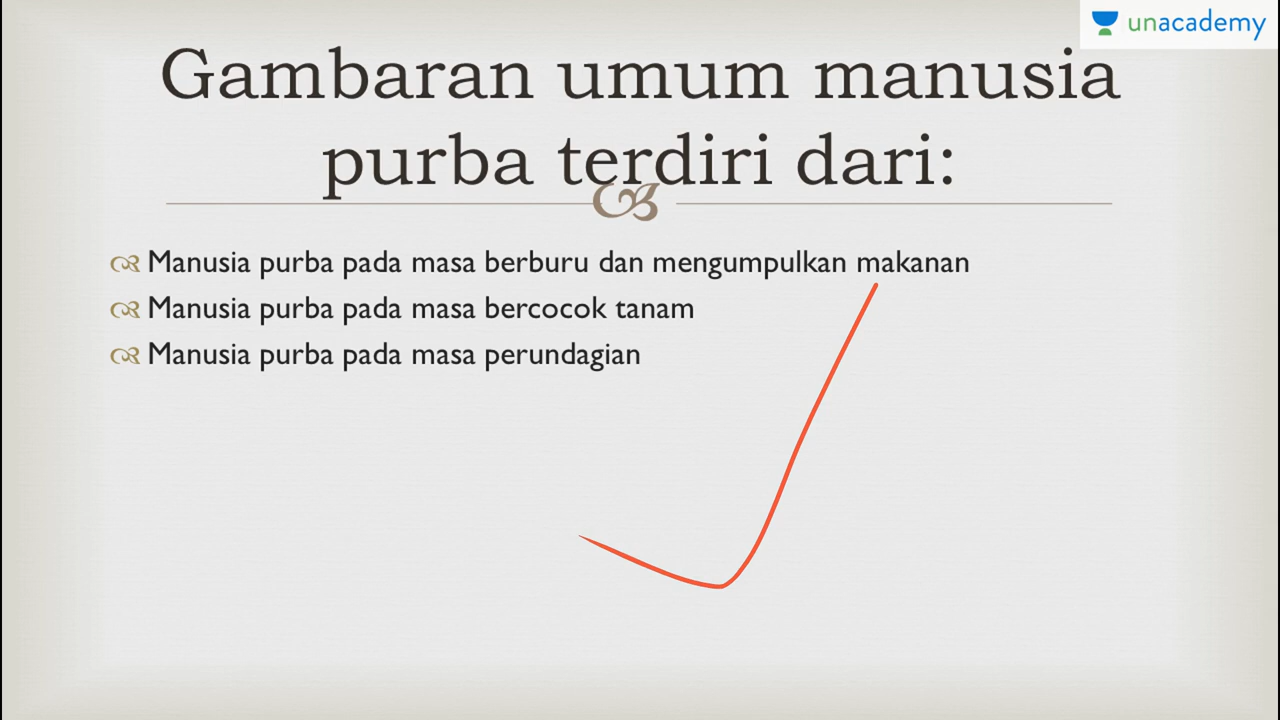 unacademy
Gambaran umum manusia
purba terdiri dari:
Manusia purba pada masa berburu dan mengumpulkan makanan
Manusia purba pada masa bercocok tanam
Manusia purba pada masa perundagian